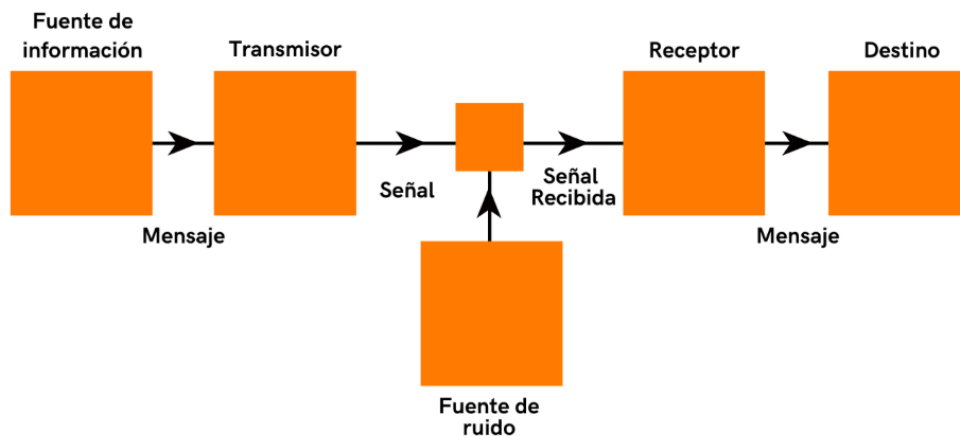 Fuente de
información
Transmisor
Receptor
Destino
Señal
Señal
Recibida
Mensaje
Mensaje
Fuente de
ruido